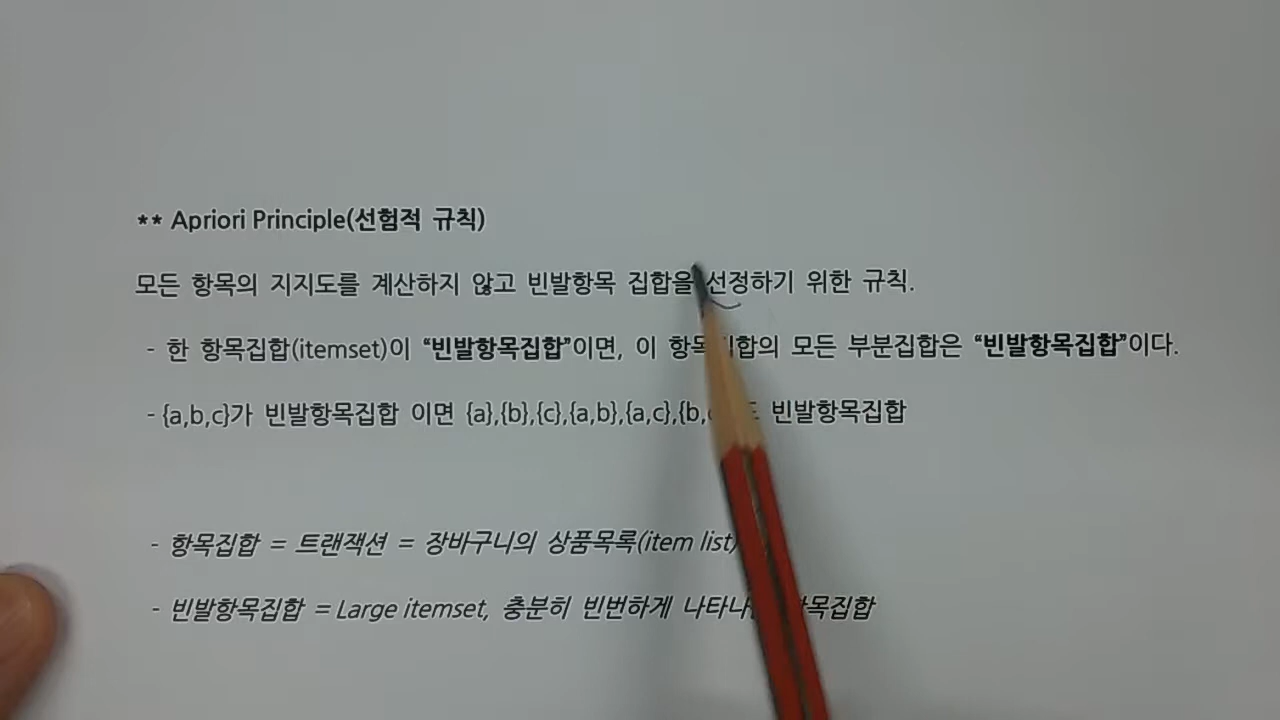 ** Apriori Principle(선험적 규칙)
모든 항목의 지지도를 계산하지 않고 빈발항목 집합을 선정하기 위한 규칙.
- 한 항목집합(itemset)이 “빈발항목집합”이면, 이 항목집합의 모든 부분집합은 “빈발항목집합”이다.
- {a,b,c}가 빈발항목집합 이면 {a},{b},{c},{a,b},{a,c},{b, 빈발항목집합
- 항목집합 = 트랜잭션 = 장바구니의 상품목록(item list)
- 빈발항목집합 = Large itemset, 충분히 빈번하게 나타나는 항목집합